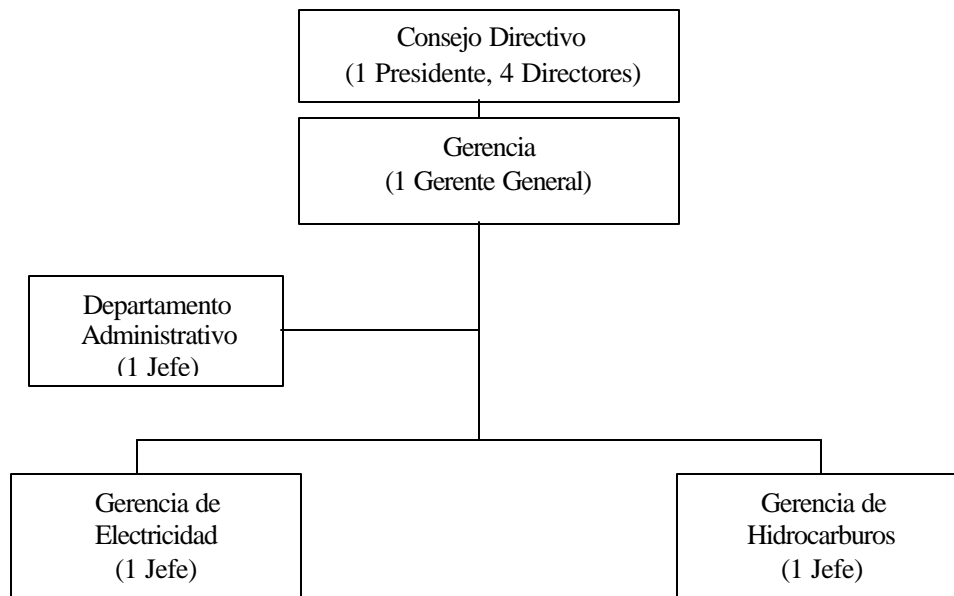 Consejo Directivo
(1 Presidente, 4 Directores)
Gerencia
(1 Gerente General)
Departamento
Administrativo
(1 Jefe)
Gerencia de
Electricidad
(1 Jefe)
Gerencia de
Hidrocarburos
(1 Jefe)